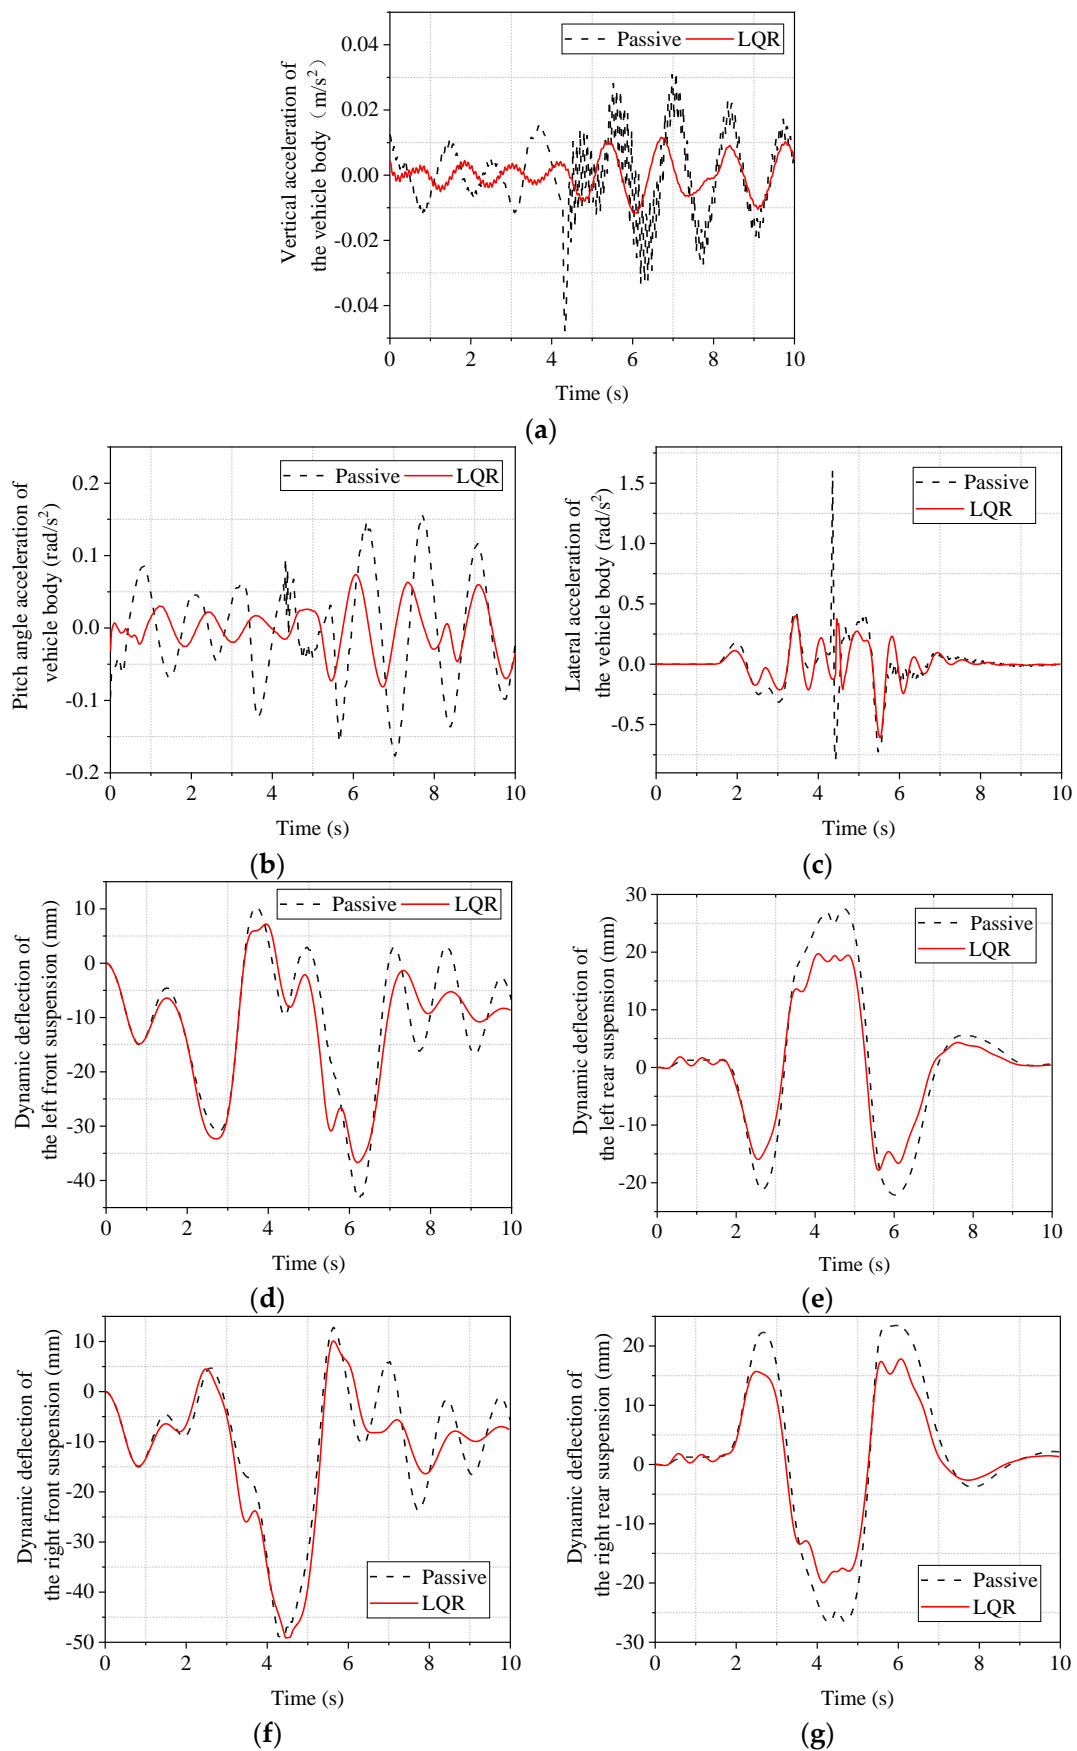 0.04
0.02
0.00
-0.02
-0.04
Vertical acceleration of
the vehicle body（m/s²）
Passive
LQR
0 2 4 6 8 10
Time (s)
(a)
0.2
0.1
0.0
-0.1
-0.2
Pitch angle acceleration of
vehicle body (rad/s²)
Passive
LQR
0 2 4 6 8 10
Time (s)
(b)
1.5
1.0
0.5
0.0
-0.5
Lateral acceleration of
the vehicle body (rad/s²)
Passive
LQR
0 2 4 6 8 10
Time (s)
(c)
10
0
-10
-20
-30
-40
Dynamic deflection of
the left front suspension (mm)
Passive
LQR
0 2 4 6 8 10
Time (s)
(d)
30
20
10
0
-10
-20
Dynamic deflection of
the left rear suspension (mm)
Passive
LQR
0 2 4 6 8 10
Time (s)
(e)
10
0
-10
-20
-30
-40
-50
Dynamic deflection of
the right front suspension (mm)
Passive
LQR
0 2 4 6 8 10
Time (s)
(f)
20
10
0
-10
-20
-30
Dynamic deflection of
the right rear suspension (mm)
Passive
LQR
0 2 4 6 8 10
Time (s)
(g)